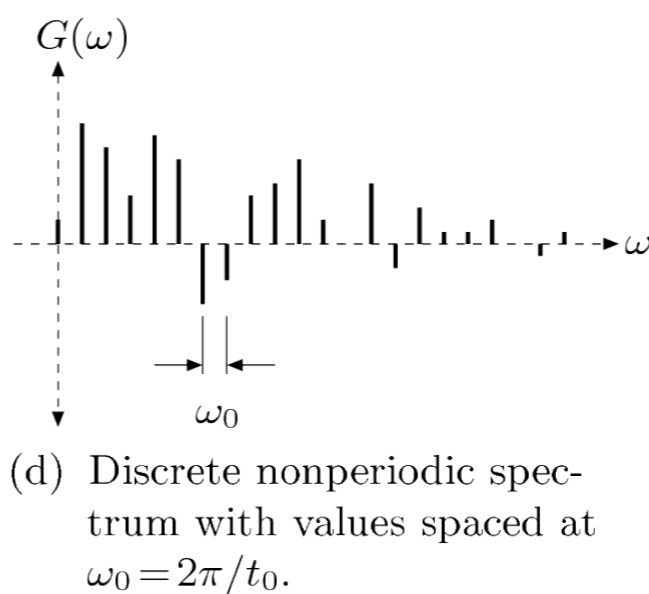 G(ω)
ω
ω₀
(d) Discrete nonperiodic spec-
trum with values spaced at
ω₀ = 2π/t₀.